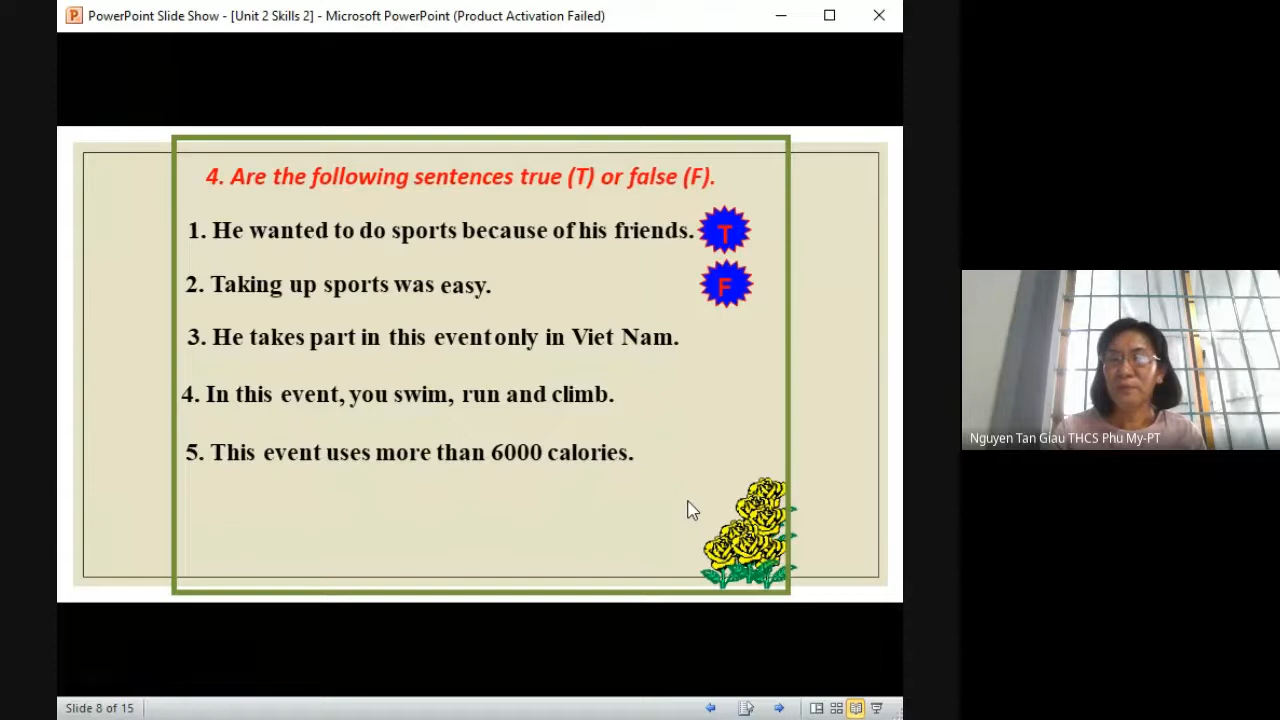 PowerPoint Slide Show - [Unit 2 Skills 2] - Microsoft PowerPoint (Product Activation Failed)
4. Are the following sentences true (T) or false (F).
1. He wanted to do sports because of his friends. T
2. Taking up sports was easy. F
3. He takes part in this event only in Viet Nam.
4. In this event, you swim, run and climb.
5. This event uses more than 6000 calories.
Nguyen Tan Giau THCS Phu My-PT
Slide 8 of 15